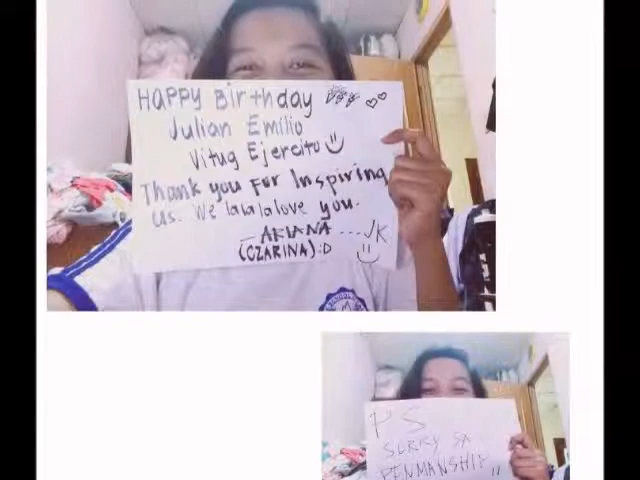 HAPPY Birthday
Julian Emilio
Vitug Ejercito
Thank you For Inspiring
us. We lalalalove you.
— ARIANA ....JK
(CZARINA) :D
PS
SORRY SA
PENMANSHIP